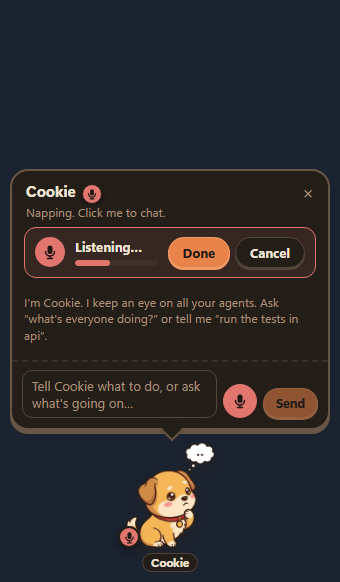 Cookie
Napping. Click me to chat.
Listening...
Done
Cancel
I'm Cookie. I keep an eye on all your agents. Ask
"what's everyone doing?" or tell me "run the tests in
api".
Tell Cookie what to do, or ask
what's going on...
Send
Cookie